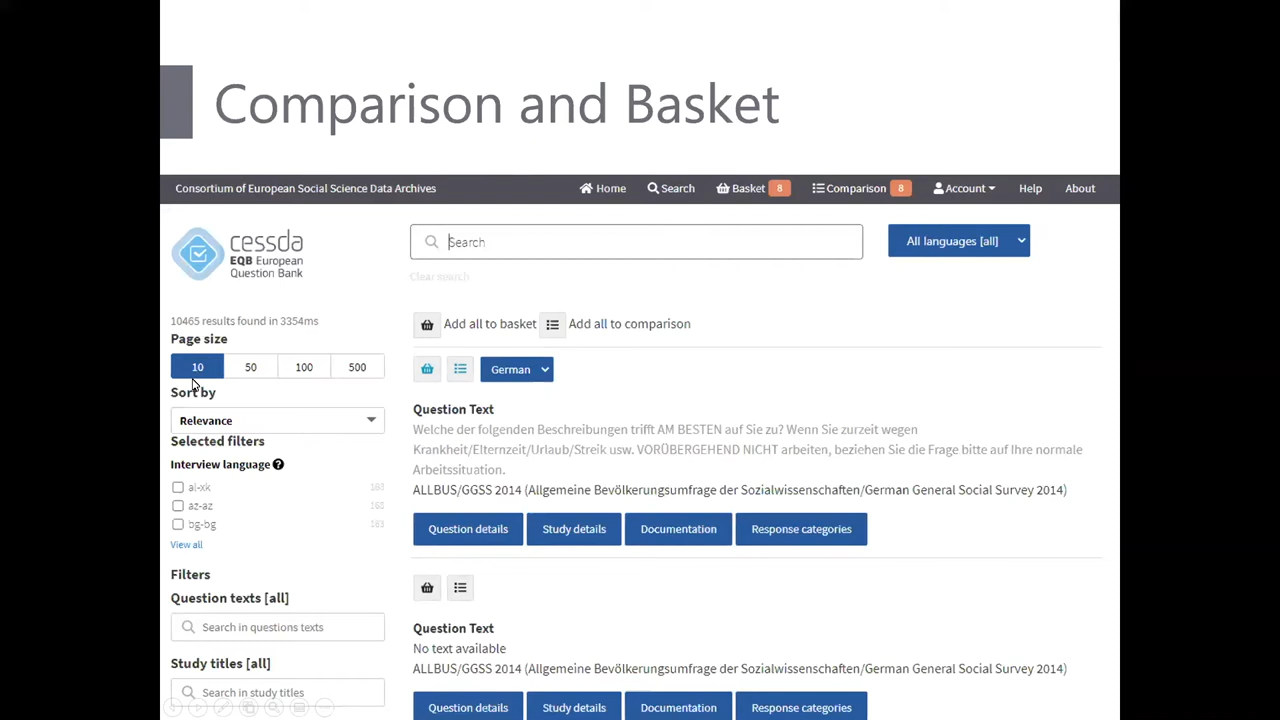 Comparison and Basket
Consortium of European Social Science Data Archives
Home
Search
Basket 8
Comparison 8
Account
Help
About
cessda
EQB European
Question Bank
Search
All languages [all]
Clear search
10465 results found in 3354ms
Page size
10 50 100 500
Sort by
Relevance
Selected filters
Interview language
al-xk 163
az-az 163
bg-bg 163
View all
Filters
Question texts [all]
Search in questions texts
Study titles [all]
Search in study titles
Add all to basket
Add all to comparison
German
Question Text
Welche der folgenden Beschreibungen trifft AM BESTEN auf Sie zu? Wenn Sie zurzeit wegen
Krankheit/Elternzeit/Urlaub/Streik usw. VORÜBERGEHEND NICHT arbeiten, beziehen Sie die Frage bitte auf Ihre normale
Arbeitssituation.
ALLBUS/GGSS 2014 (Allgemeine Bevölkerungsumfrage der Sozialwissenschaften/German General Social Survey 2014)
Question details
Study details
Documentation
Response categories
Question Text
No text available
ALLBUS/GGSS 2014 (Allgemeine Bevölkerungsumfrage der Sozialwissenschaften/German General Social Survey 2014)
Question details
Study details
Documentation
Response categories